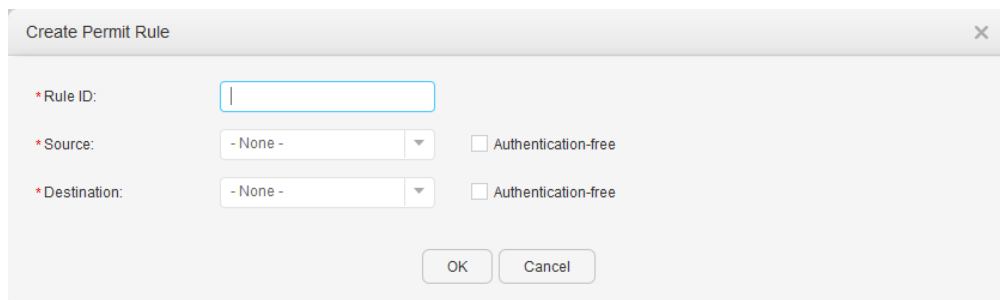 Create Permit Rule
* Rule ID:
* Source: - None - Authentication-free
* Destination: - None - Authentication-free
OK Cancel